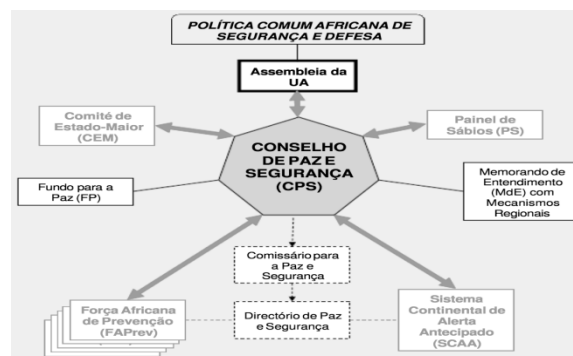 POLÍTICA COMUM AFRICANA DE
SEGURANÇA E DEFESA
Assembleia da
UA
Comité de
Estado-Maior
(CEM)
Painel de
Sábios (PS)
CONSELHO
DE PAZ E
SEGURANÇA
(CPS)
Fundo para a
Paz (FP)
Memorando de
Entendimento
(MdE) com
Mecanismos
Regionais
Comissário para
a Paz e
Segurança
Força Africana
de Prevenção
(FAPrev)
Directório de Paz
e Segurança
Sistema
Continental de
Alerta
Antecipado
(SCAA)